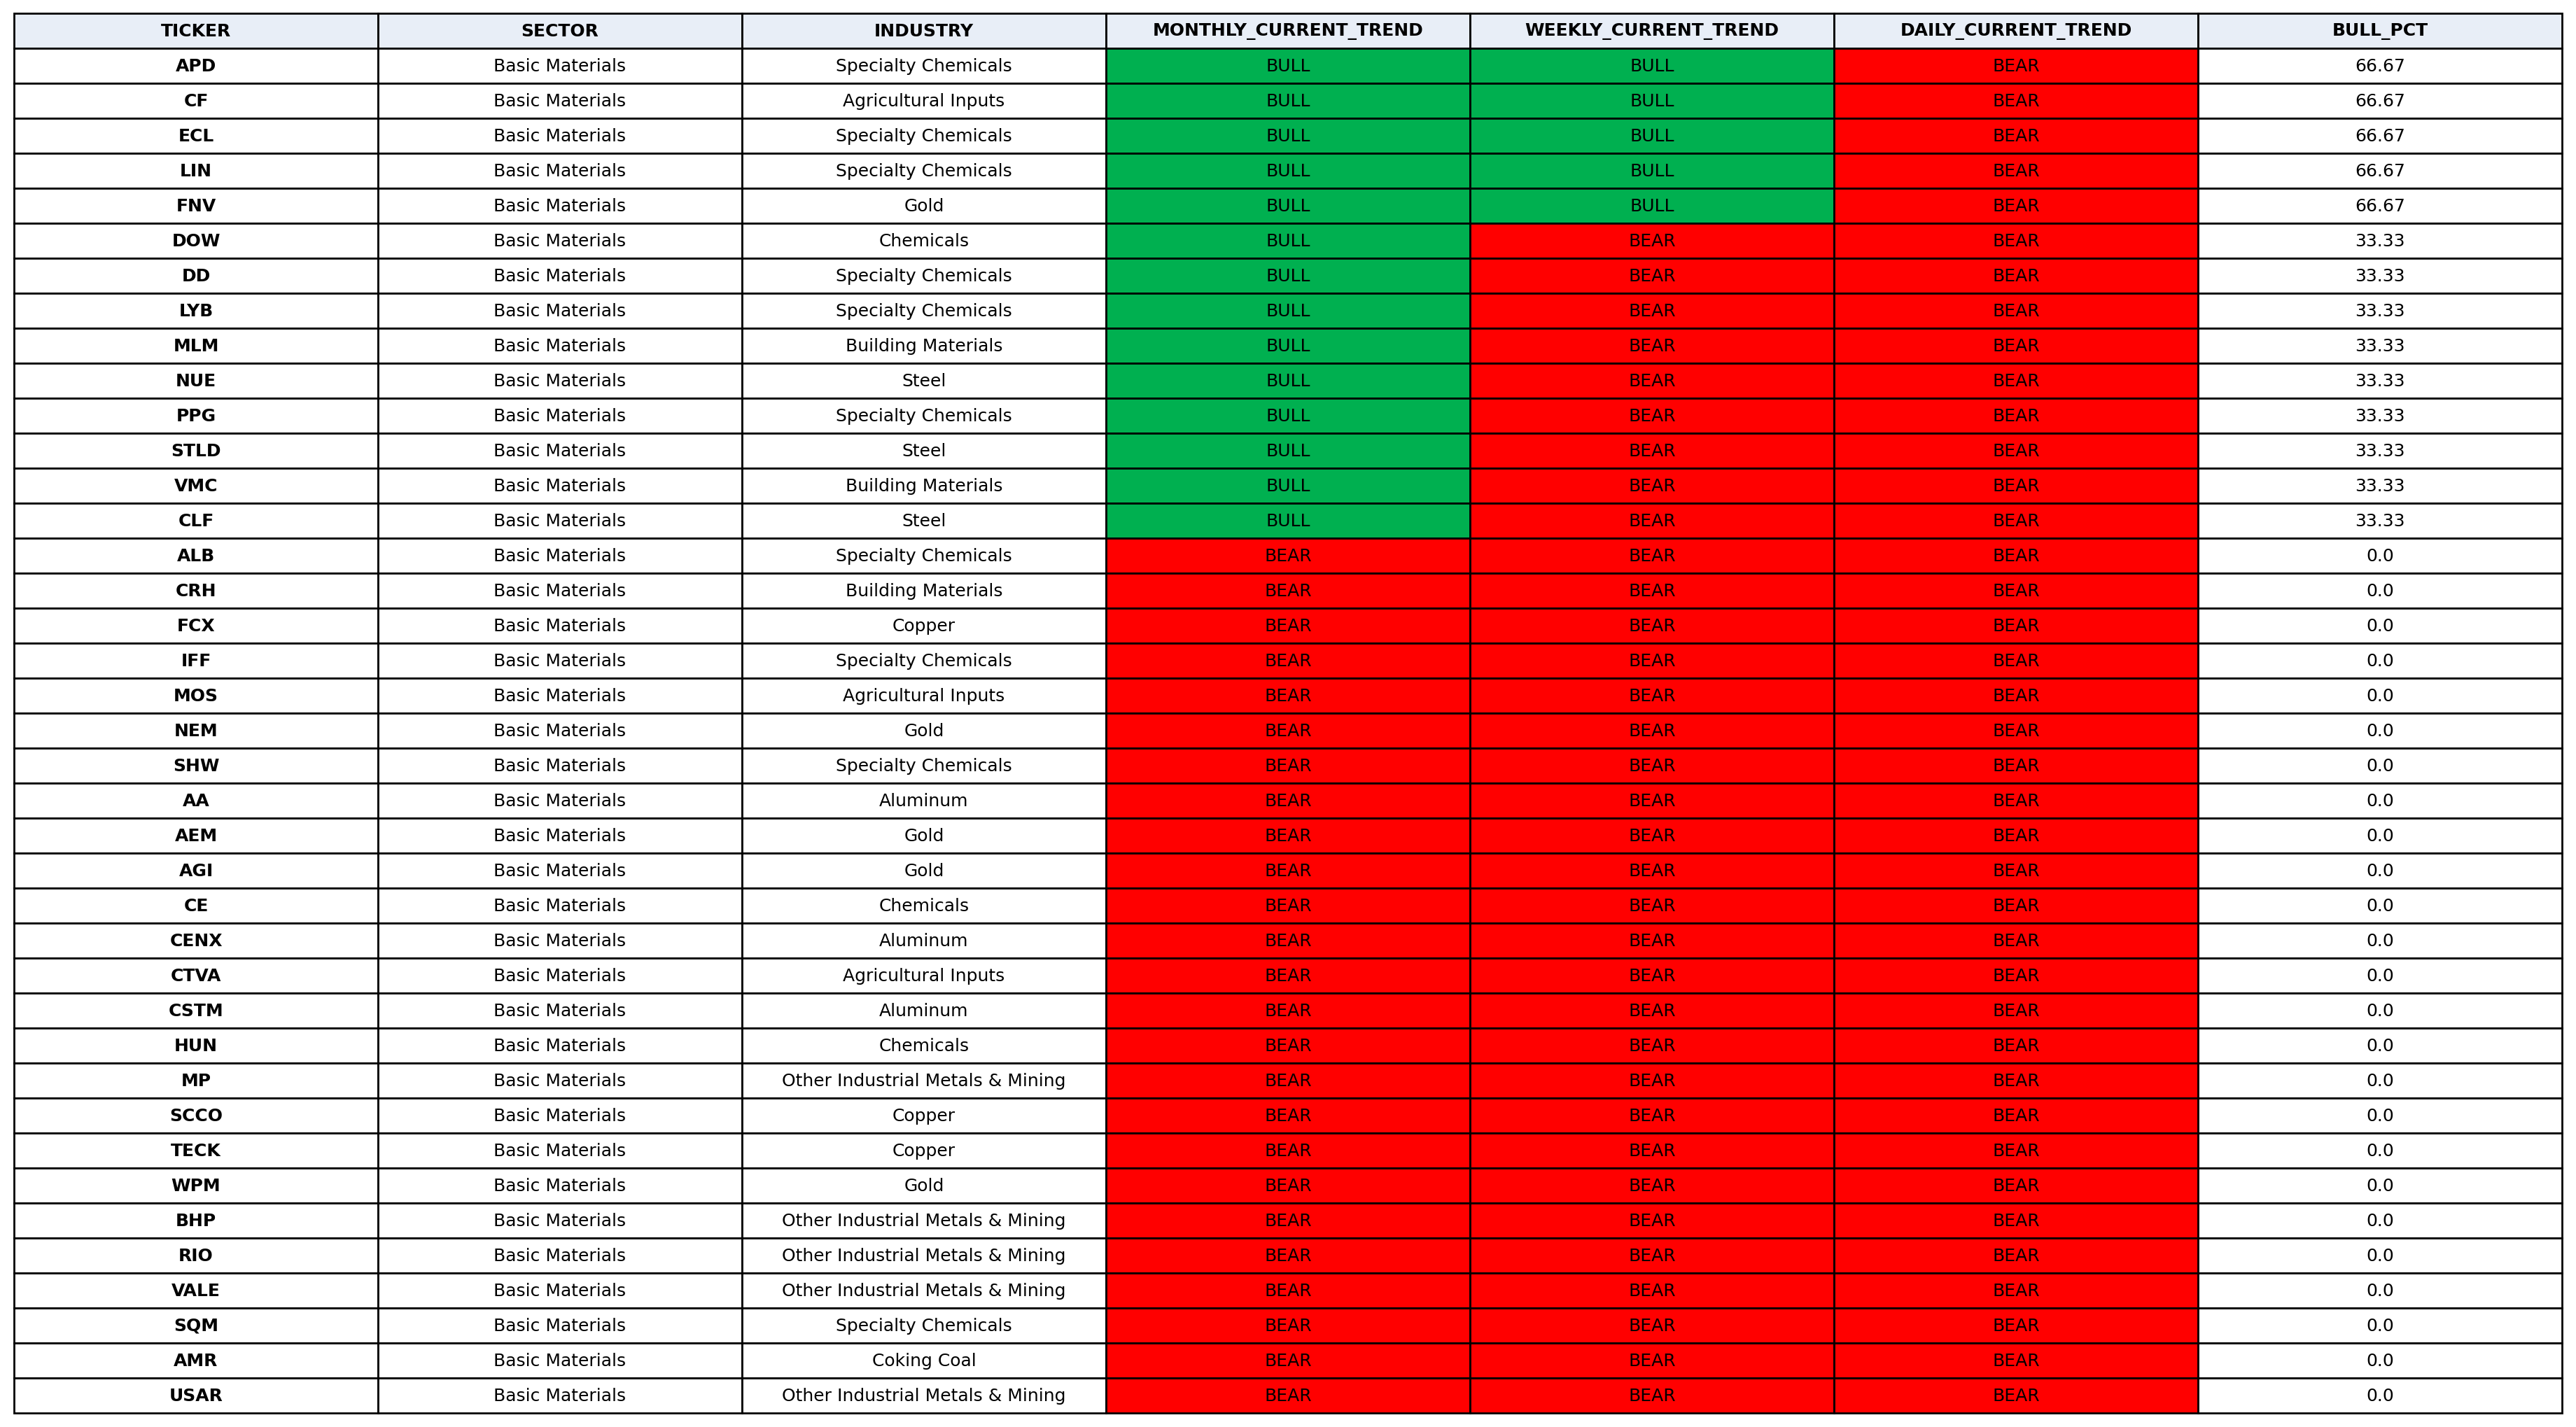 TICKER SECTOR INDUSTRY MONTHLY_CURRENT_TREND WEEKLY_CURRENT_TREND DAILY_CURRENT_TREND BULL_PCT
APD Basic Materials Specialty Chemicals BULL BULL BEAR 66.67
CF Basic Materials Agricultural Inputs BULL BULL BEAR 66.67
ECL Basic Materials Specialty Chemicals BULL BULL BEAR 66.67
LIN Basic Materials Specialty Chemicals BULL BULL BEAR 66.67
FNV Basic Materials Gold BULL BULL BEAR 66.67
DOW Basic Materials Chemicals BULL BEAR BEAR 33.33
DD Basic Materials Specialty Chemicals BULL BEAR BEAR 33.33
LYB Basic Materials Specialty Chemicals BULL BEAR BEAR 33.33
MLM Basic Materials Building Materials BULL BEAR BEAR 33.33
NUE Basic Materials Steel BULL BEAR BEAR 33.33
PPG Basic Materials Specialty Chemicals BULL BEAR BEAR 33.33
STLD Basic Materials Steel BULL BEAR BEAR 33.33
VMC Basic Materials Building Materials BULL BEAR BEAR 33.33
CLF Basic Materials Steel BULL BEAR BEAR 33.33
ALB Basic Materials Specialty Chemicals BEAR BEAR BEAR 0.0
CRH Basic Materials Building Materials BEAR BEAR BEAR 0.0
FCX Basic Materials Copper BEAR BEAR BEAR 0.0
IFF Basic Materials Specialty Chemicals BEAR BEAR BEAR 0.0
MOS Basic Materials Agricultural Inputs BEAR BEAR BEAR 0.0
NEM Basic Materials Gold BEAR BEAR BEAR 0.0
SHW Basic Materials Specialty Chemicals BEAR BEAR BEAR 0.0
AA Basic Materials Aluminum BEAR BEAR BEAR 0.0
AEM Basic Materials Gold BEAR BEAR BEAR 0.0
AGI Basic Materials Gold BEAR BEAR BEAR 0.0
CE Basic Materials Chemicals BEAR BEAR BEAR 0.0
CENX Basic Materials Aluminum BEAR BEAR BEAR 0.0
CTVA Basic Materials Agricultural Inputs BEAR BEAR BEAR 0.0
CSTM Basic Materials Aluminum BEAR BEAR BEAR 0.0
HUN Basic Materials Chemicals BEAR BEAR BEAR 0.0
MP Basic Materials Other Industrial Metals & Mining BEAR BEAR BEAR 0.0
SCCO Basic Materials Copper BEAR BEAR BEAR 0.0
TECK Basic Materials Copper BEAR BEAR BEAR 0.0
WPM Basic Materials Gold BEAR BEAR BEAR 0.0
BHP Basic Materials Other Industrial Metals & Mining BEAR BEAR BEAR 0.0
RIO Basic Materials Other Industrial Metals & Mining BEAR BEAR BEAR 0.0
VALE Basic Materials Other Industrial Metals & Mining BEAR BEAR BEAR 0.0
SQM Basic Materials Specialty Chemicals BEAR BEAR BEAR 0.0
AMR Basic Materials Coking Coal BEAR BEAR BEAR 0.0
USAR Basic Materials Other Industrial Metals & Mining BEAR BEAR BEAR 0.0